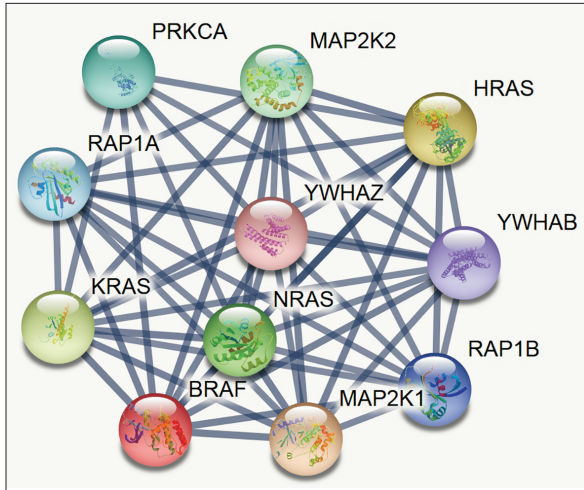 PRKCA
MAP2K2
HRAS
RAP1A
YWHAZ
YWHAB
KRAS
NRAS
RAP1B
BRAF
MAP2K1